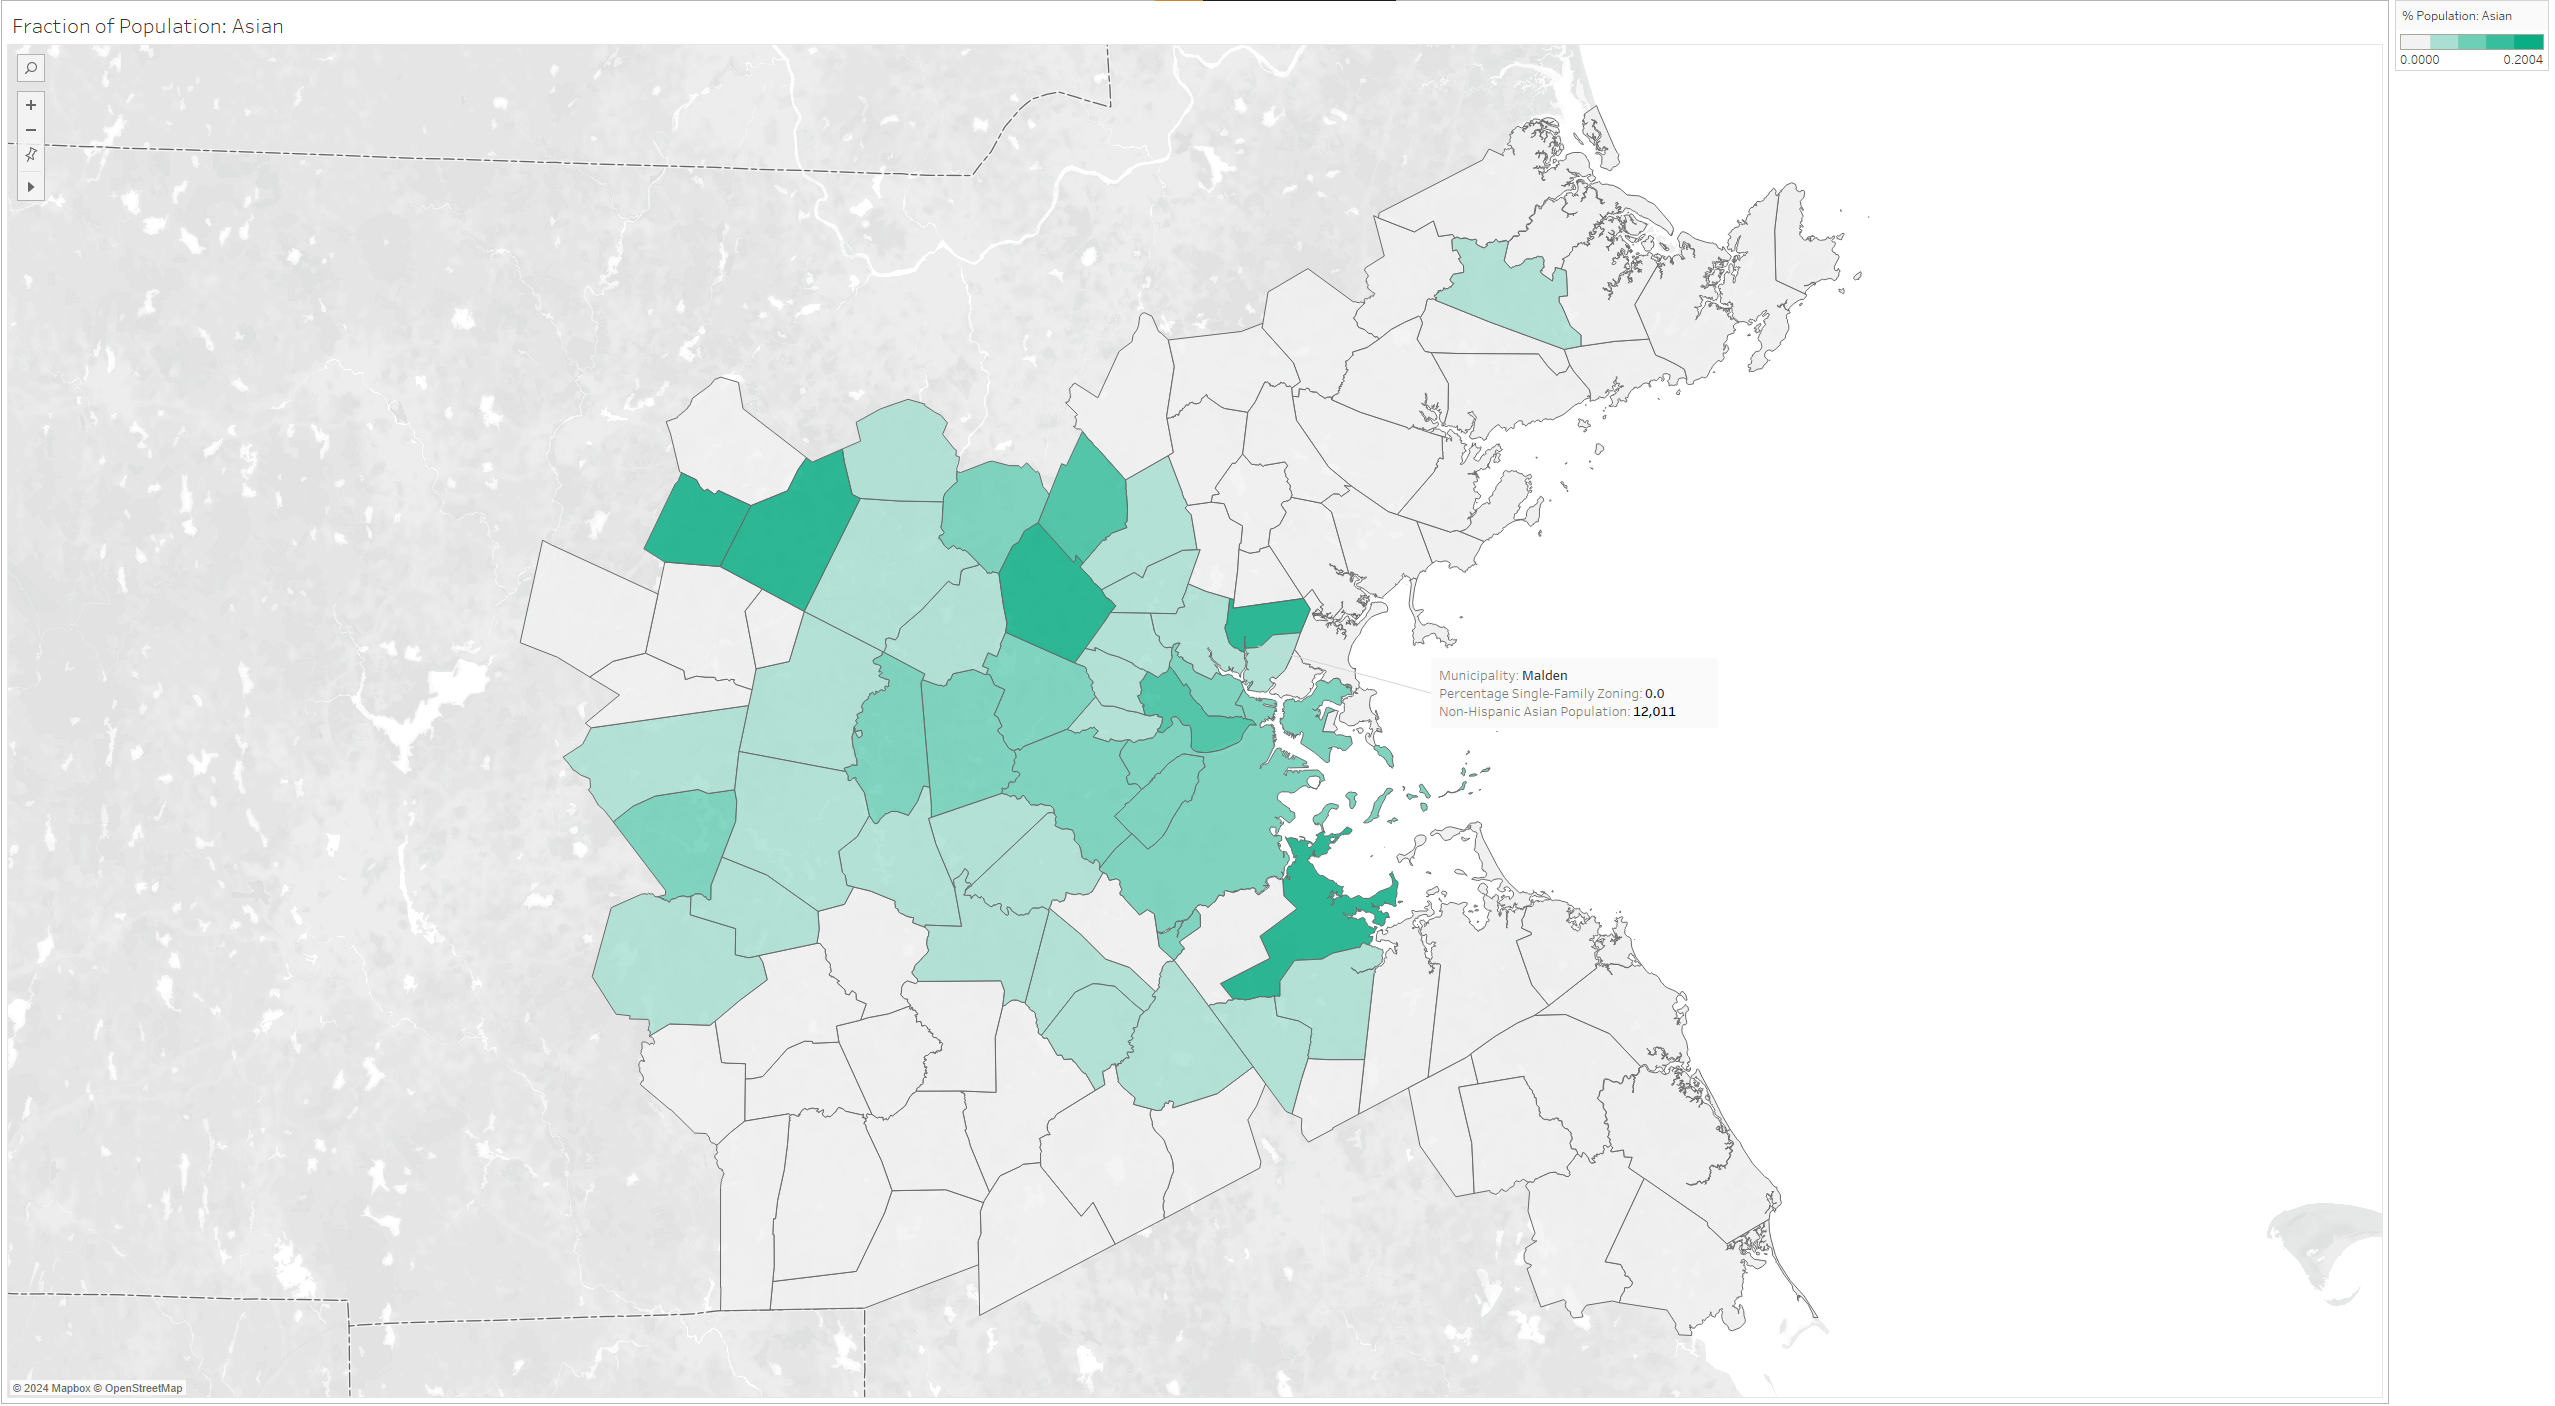 Fraction of Population: Asian
% Population: Asian
0.0000 0.2004
Municipality: Malden
Percentage Single-Family Zoning: 0.0
Non-Hispanic Asian Population: 12,011
© 2024 Mapbox © OpenStreetMap